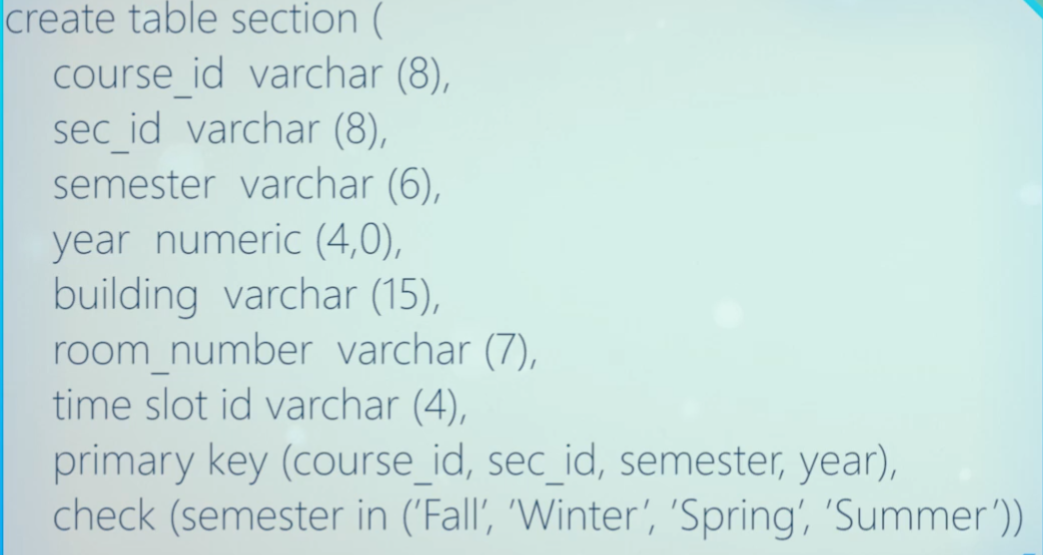 create table section (
course_id varchar (8),
sec_id varchar (8),
semester varchar (6),
year numeric (4,0),
building varchar (15),
room_number varchar (7),
time slot id varchar (4),
primary key (course_id, sec_id, semester, year),
check (semester in (’Fall’, ’Winter’, ’Spring’, ’Summer’))